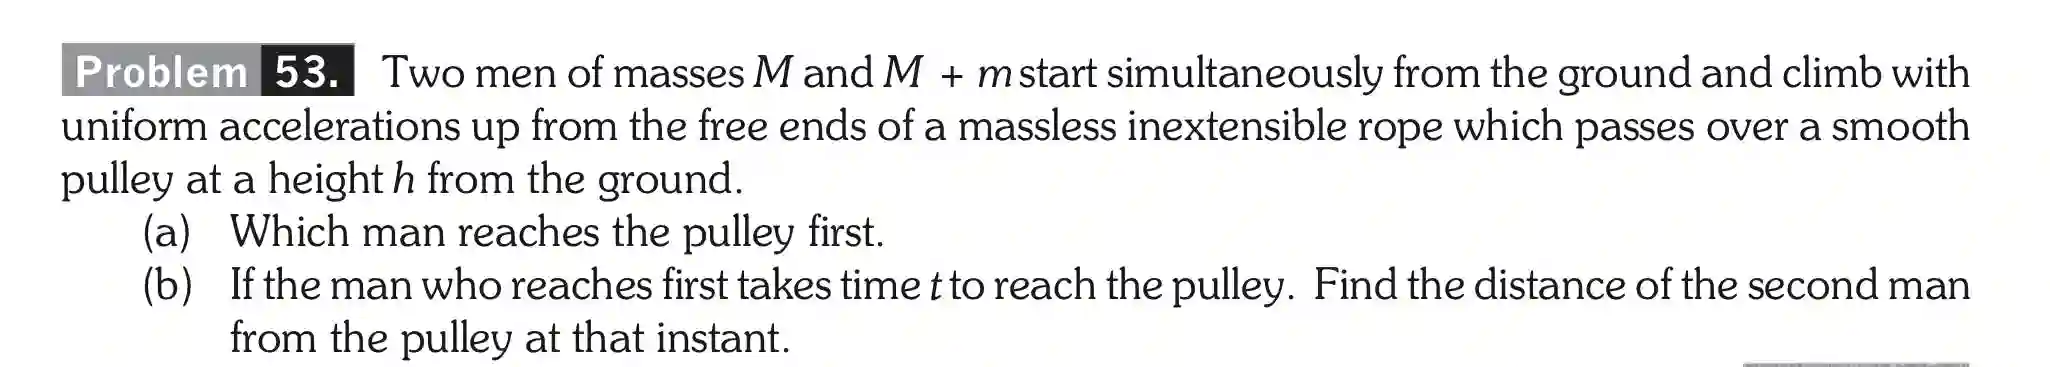 Problem 53. Two men of masses M and M + m start simultaneously from the ground and climb with
uniform accelerations up from the free ends of a massless inextensible rope which passes over a smooth
pulley at a height h from the ground.
(a) Which man reaches the pulley first.
(b) If the man who reaches first takes time t to reach the pulley. Find the distance of the second man
from the pulley at that instant.